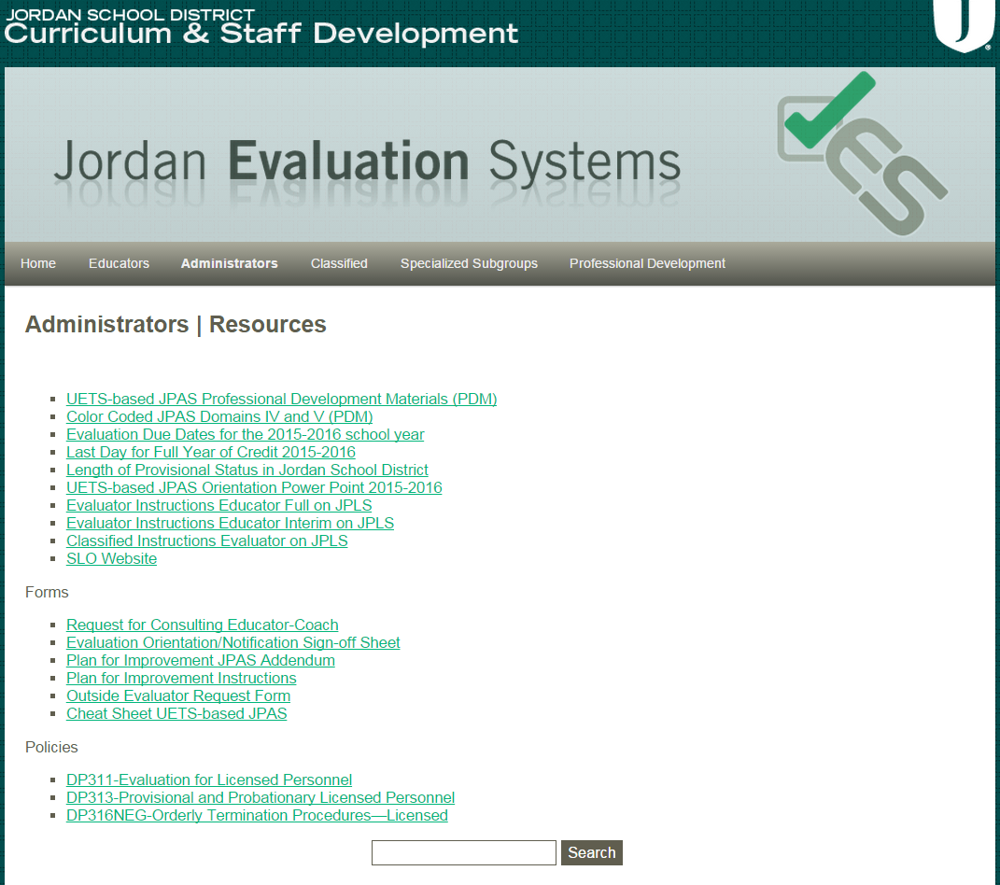 JORDAN SCHOOL DISTRICT
Curriculum & Staff Development
J
®
Jordan Evaluation Systems
ES
Home Educators Administrators Classified Specialized Subgroups Professional Development
Administrators | Resources
UETS-based JPAS Professional Development Materials (PDM)
Color Coded JPAS Domains IV and V (PDM)
Evaluation Due Dates for the 2015-2016 school year
Last Day for Full Year of Credit 2015-2016
Length of Provisional Status in Jordan School District
UETS-based JPAS Orientation Power Point 2015-2016
Evaluator Instructions Educator Full on JPLS
Evaluator Instructions Educator Interim on JPLS
Classified Instructions Evaluator on JPLS
SLO Website
Forms
Request for Consulting Educator-Coach
Evaluation Orientation/Notification Sign-off Sheet
Plan for Improvement JPAS Addendum
Plan for Improvement Instructions
Outside Evaluator Request Form
Cheat Sheet UETS-based JPAS
Policies
DP311-Evaluation for Licensed Personnel
DP313-Provisional and Probationary Licensed Personnel
DP316NEG-Orderly Termination Procedures—Licensed
Search